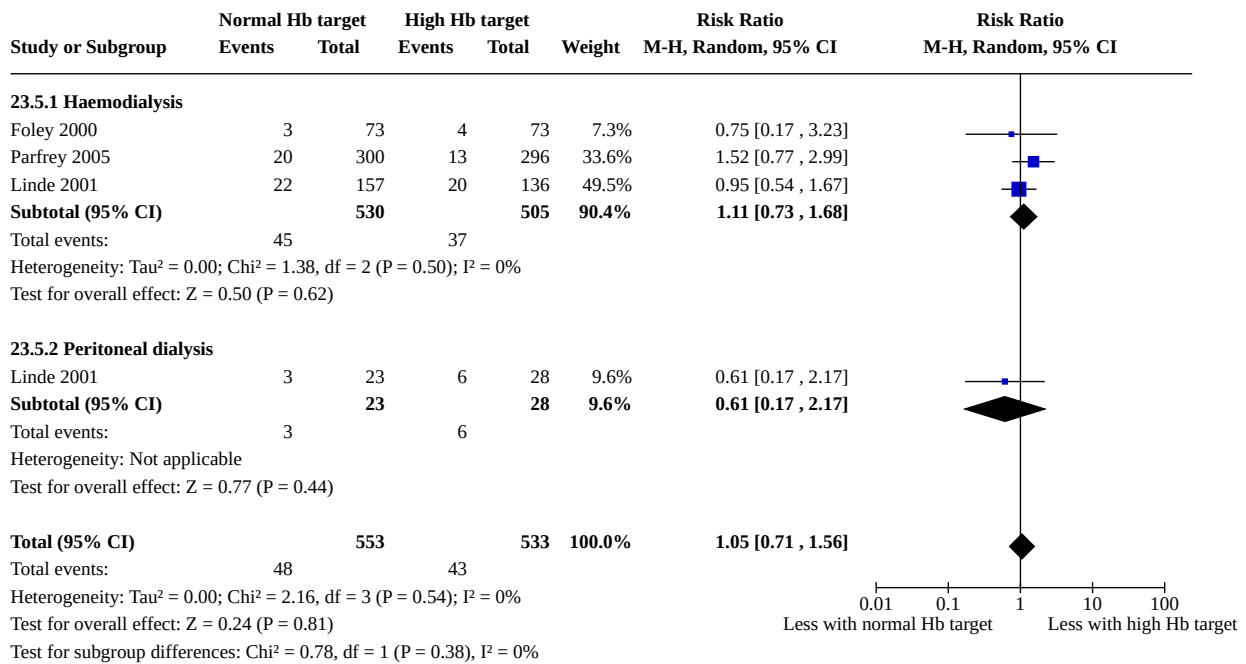 Normal Hb target High Hb target Risk Ratio Risk Ratio
Study or Subgroup Events Total Events Total Weight M-H, Random, 95% CI M-H, Random, 95% CI
23.5.1 Haemodialysis
Foley 2000 3 73 4 73 7.3% 0.75 [0.17 , 3.23]
Parfrey 2005 20 300 13 296 33.6% 1.52 [0.77 , 2.99]
Linde 2001 22 157 20 136 49.5% 0.95 [0.54 , 1.67]
Subtotal (95% CI) 530 505 90.4% 1.11 [0.73 , 1.68]
Total events: 45 37
Heterogeneity: Tau² = 0.00; Chi² = 1.38, df = 2 (P = 0.50); I² = 0%
Test for overall effect: Z = 0.50 (P = 0.62)
23.5.2 Peritoneal dialysis
Linde 2001 3 23 6 28 9.6% 0.61 [0.17 , 2.17]
Subtotal (95% CI) 23 28 9.6% 0.61 [0.17 , 2.17]
Total events: 3 6
Heterogeneity: Not applicable
Test for overall effect: Z = 0.77 (P = 0.44)
Total (95% CI) 553 533 100.0% 1.05 [0.71 , 1.56]
Total events: 48 43
Heterogeneity: Tau² = 0.00; Chi² = 2.16, df = 3 (P = 0.54); I² = 0%
Test for overall effect: Z = 0.24 (P = 0.81)
Test for subgroup differences: Chi² = 0.78, df = 1 (P = 0.38), I² = 0%
0.01 0.1 1 10 100
Less with normal Hb target Less with high Hb target